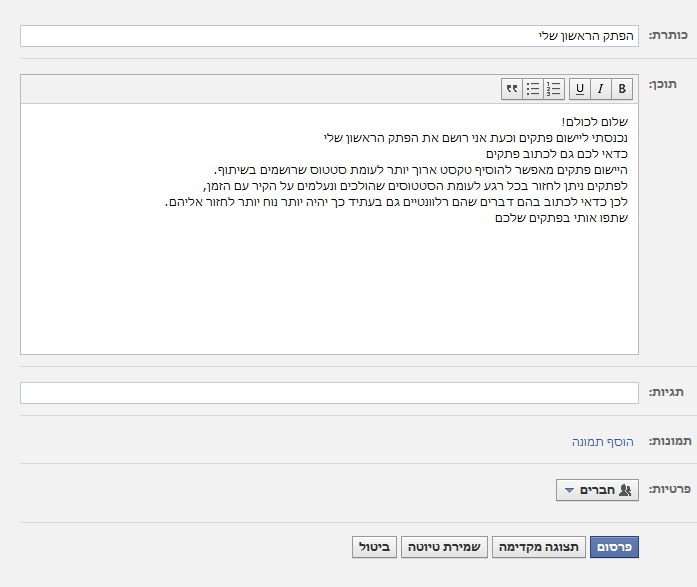 כותרת: הפתק הראשון שלי
תוכן:
B I U
שלום לכולם!
נכנסתי ליישום פתקים וכעת אני רושם את הפתק הראשון שלי
כדאי לכם גם לכתוב פתקים
היישום פתקים מאפשר להוסיף טקסט ארוך יותר לעומת סטטוס שרושמים בשיתוף.
לפתקים ניתן לחזור בכל רגע לעומת הסטטוסים שהולכים ונעלמים על הקיר עם הזמן,
לכן כדאי לכתוב בהם דברים שהם רלוונטיים גם בעתיד כך יהיה יותר נוח יותר לחזור אליהם.
שתפו אותי בפתקים שלכם
תגיות:
תמונות: הוסף תמונה
פרטיות: חברים
פרסום תצוגה מקדימה שמירת טיוטה ביטול